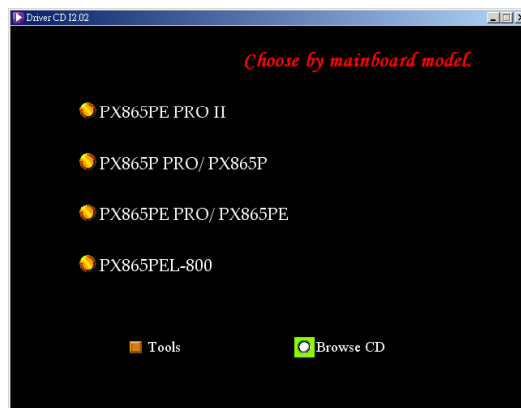 Driver CD I2.02
Choose by mainboard model.
PX865PE PRO II
PX865P PRO/ PX865P
PX865PE PRO/ PX865PE
PX865PEL-800
Tools
Browse CD